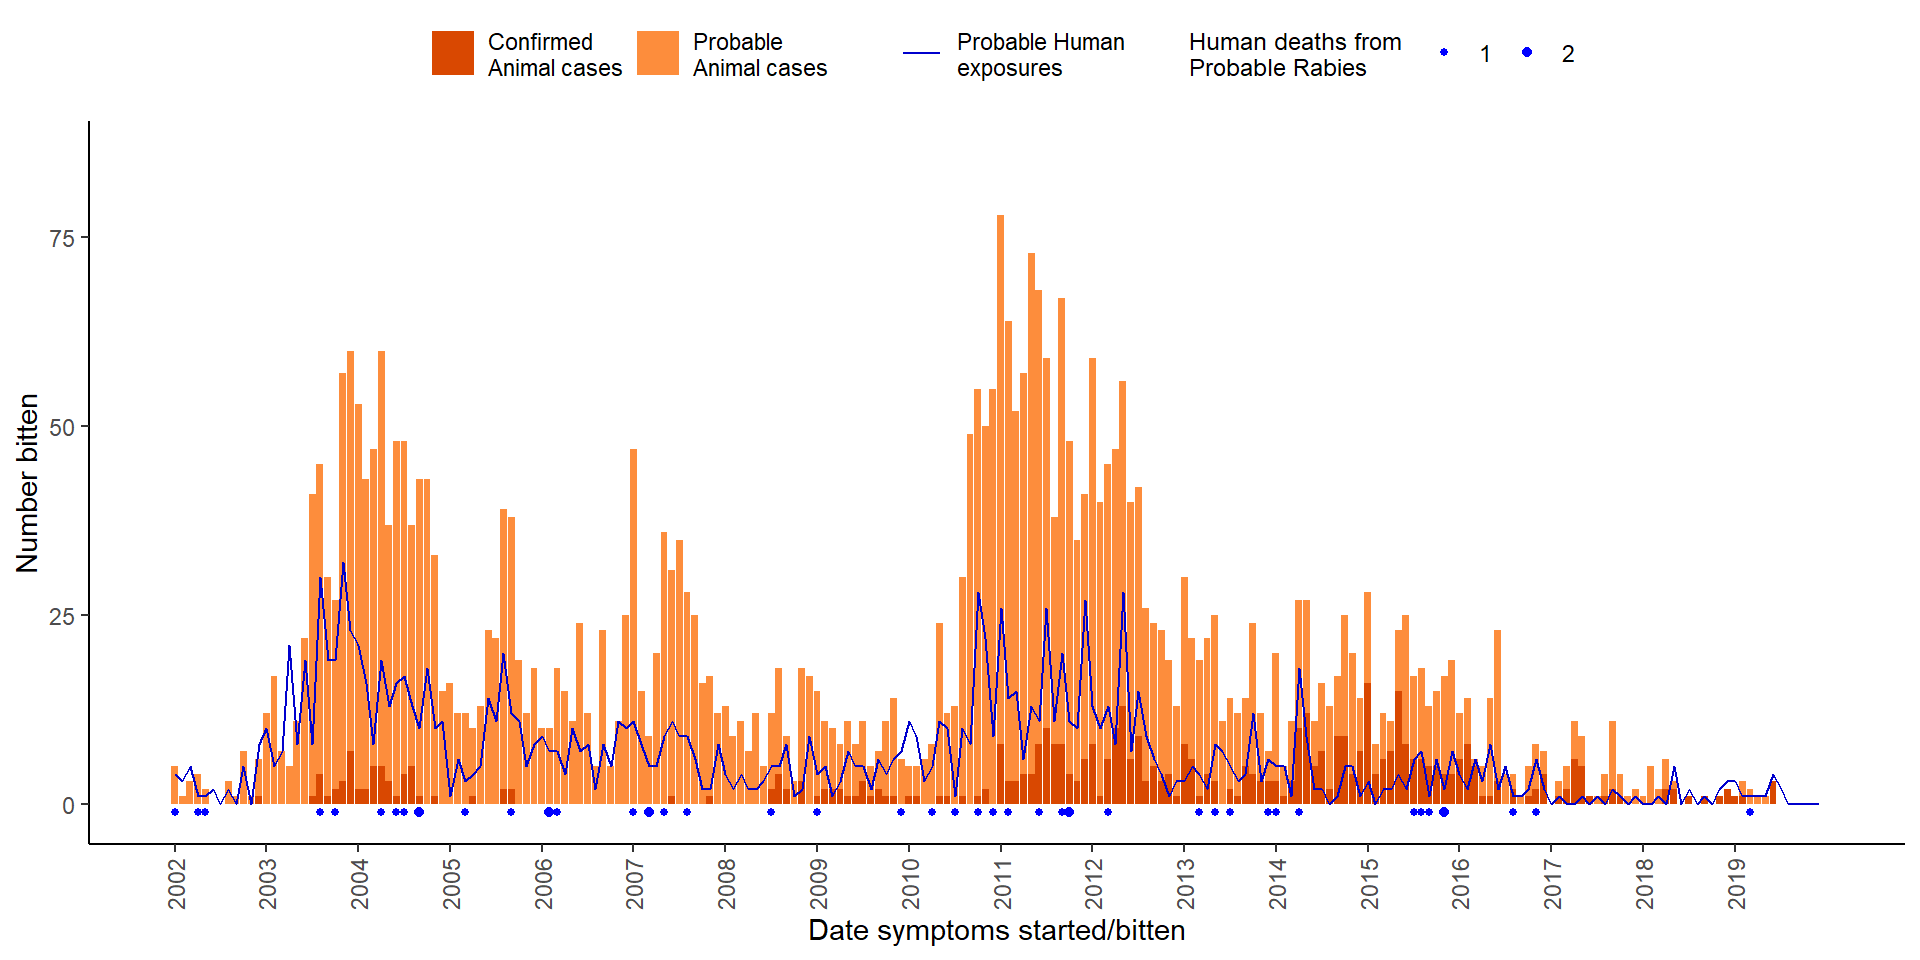 Confirmed
Animal cases
Probable
Animal cases
Probable Human
exposures
Human deaths from
Probable Rabies
1
2
Number bitten
75
50
25
0
2002
2003
2004
2005
2006
2007
2008
2009
2010
2011
2012
2013
2014
2015
2016
2017
2018
2019
Date symptoms started/bitten